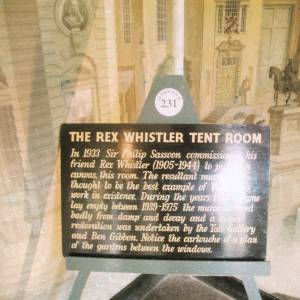 231
THE REX WHISTLER TENT ROOM
In 1933 Sir Philip Sassoon commissioned his
friend Rex Whistler (1905-1944) to p
canvas, this room. The resultant mu
thought to be the best example of W
work in existence. During the years P
lay empty between 1939-1975 the mu
badly from damp and decay and a
restoration was undertaken by the Tate Gallery
and Ben Gibbon. Notice the cartouche of a plan
of the gardens between the windows.